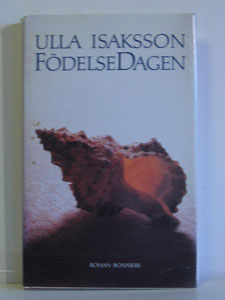 ULLA ISAKSSON
FÖDELSEDAGEN
ROMAN BONNIERS